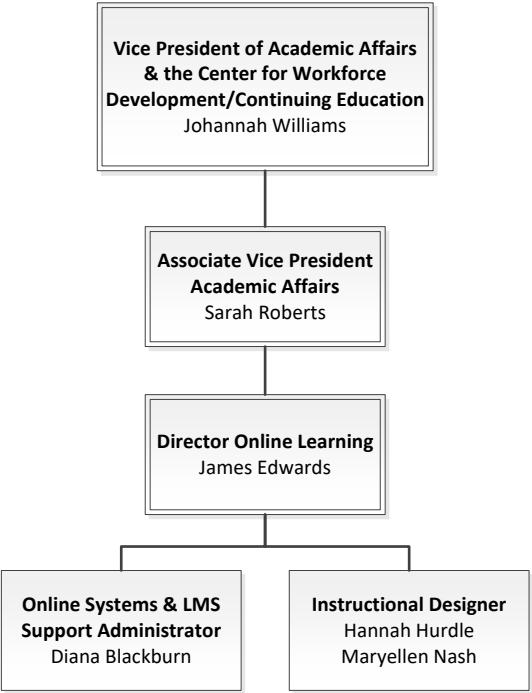 Vice President of Academic Affairs
& the Center for Workforce
Development/Continuing Education
Johannah Williams
Associate Vice President
Academic Affairs
Sarah Roberts
Director Online Learning
James Edwards
Online Systems & LMS
Support Administrator
Diana Blackburn
Instructional Designer
Hannah Hurdle
Maryellen Nash